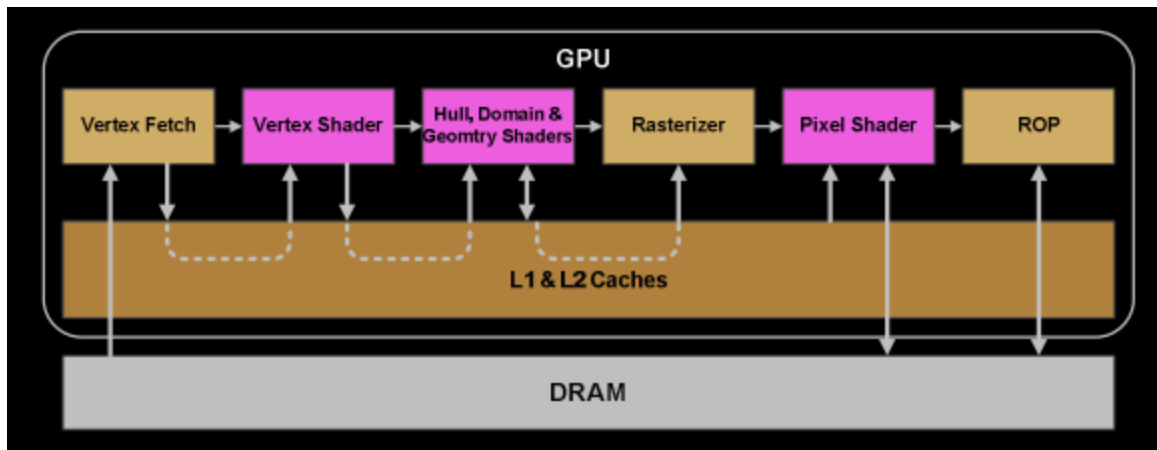 GPU
Vertex Fetch
Vertex Shader
Hull, Domain &
Geomtry Shaders
Rasterizer
Pixel Shader
ROP
L1 & L2 Caches
DRAM